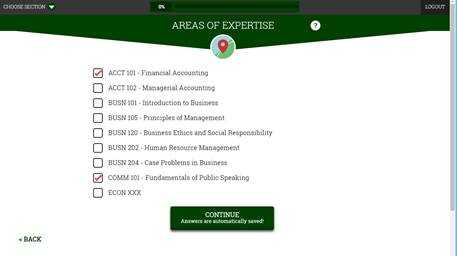 CHOOSE SECTION
8%
LOGOUT
AREAS OF EXPERTISE
?
ACCT 101 - Financial Accounting
ACCT 102 - Managerial Accounting
BUSN 101 - Introduction to Business
BUSN 105 - Principles of Management
BUSN 120 - Business Ethics and Social Responsibility
BUSN 202 - Human Resource Management
BUSN 204 - Case Problems in Business
COMM 101 - Fundamentals of Public Speaking
ECON XXX
CONTINUE
Answers are automatically saved!
< BACK